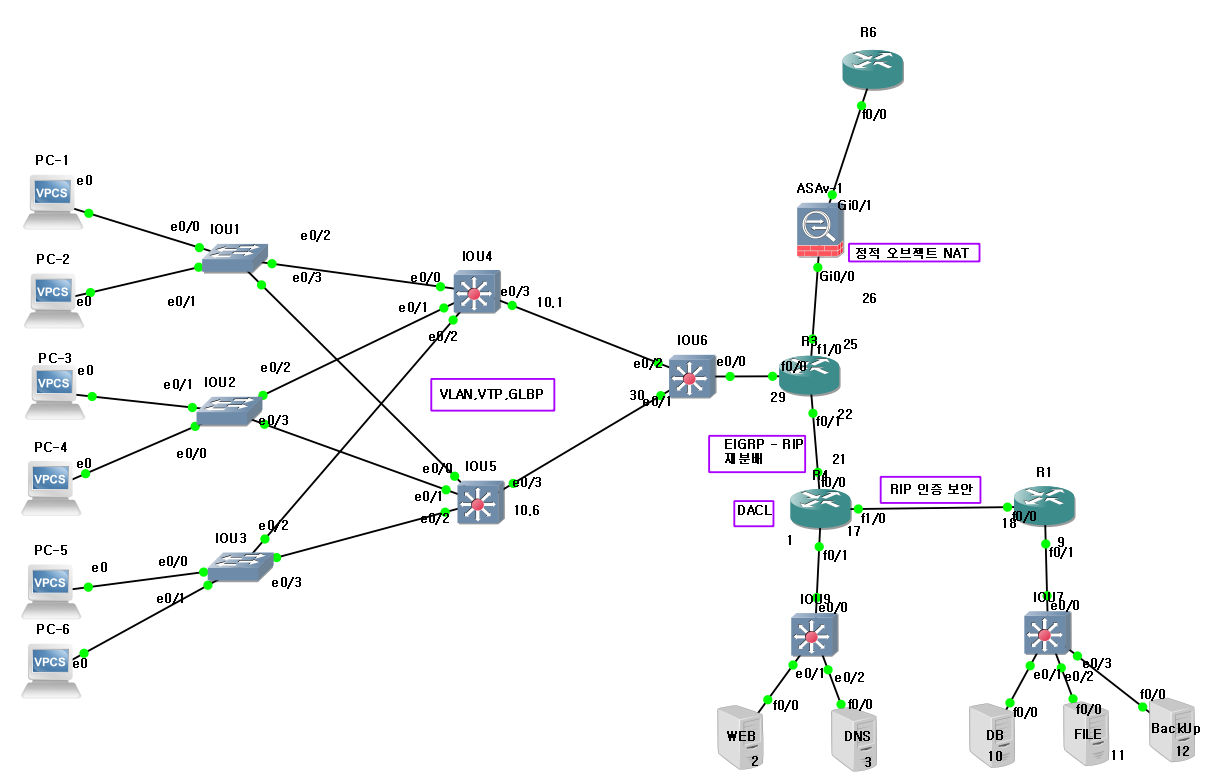 R6
f0/0
ASAv-1
Gi0/1
정적 오브젝트 NAT
Gi0/0
26
PC-1
e0
VPCS
e0/0
IOU1
e0/2
PC-2
e0/3
VPCS
e0
e0/1
IOU4
e0/0
e0/3
10.1
e0/1
e0/2
IOU6
e0/2
e0/0
30
e0/1
R3
f1/0
25
f0/0
29
22
f0/1
PC-3
e0
VPCS
e0/1
IOU2
e0/2
e0/3
PC-4
e0
VPCS
e0/0
VLAN,VTP,GLBP
EIGRP - RIP
재분배
21
R4
f0/0
RIP 인증 보안
R1
DACL
f1/0
17
1
f0/1
18
f0/0
9
f0/1
IOU5
e0/0
e0/3
e0/1
e0/2
10.6
PC-5
e0
VPCS
e0/0
IOU3
e0/2
e0/3
e0/1
PC-6
VPCS
e0
IOU9
e0/0
e0/1
e0/2
f0/0
f0/0
WEB
2
DNS
3
IOU7
e0/0
e0/1
e0/2
e0/3
f0/0
f0/0
f0/0
DB
10
FILE
11
BackUp
12